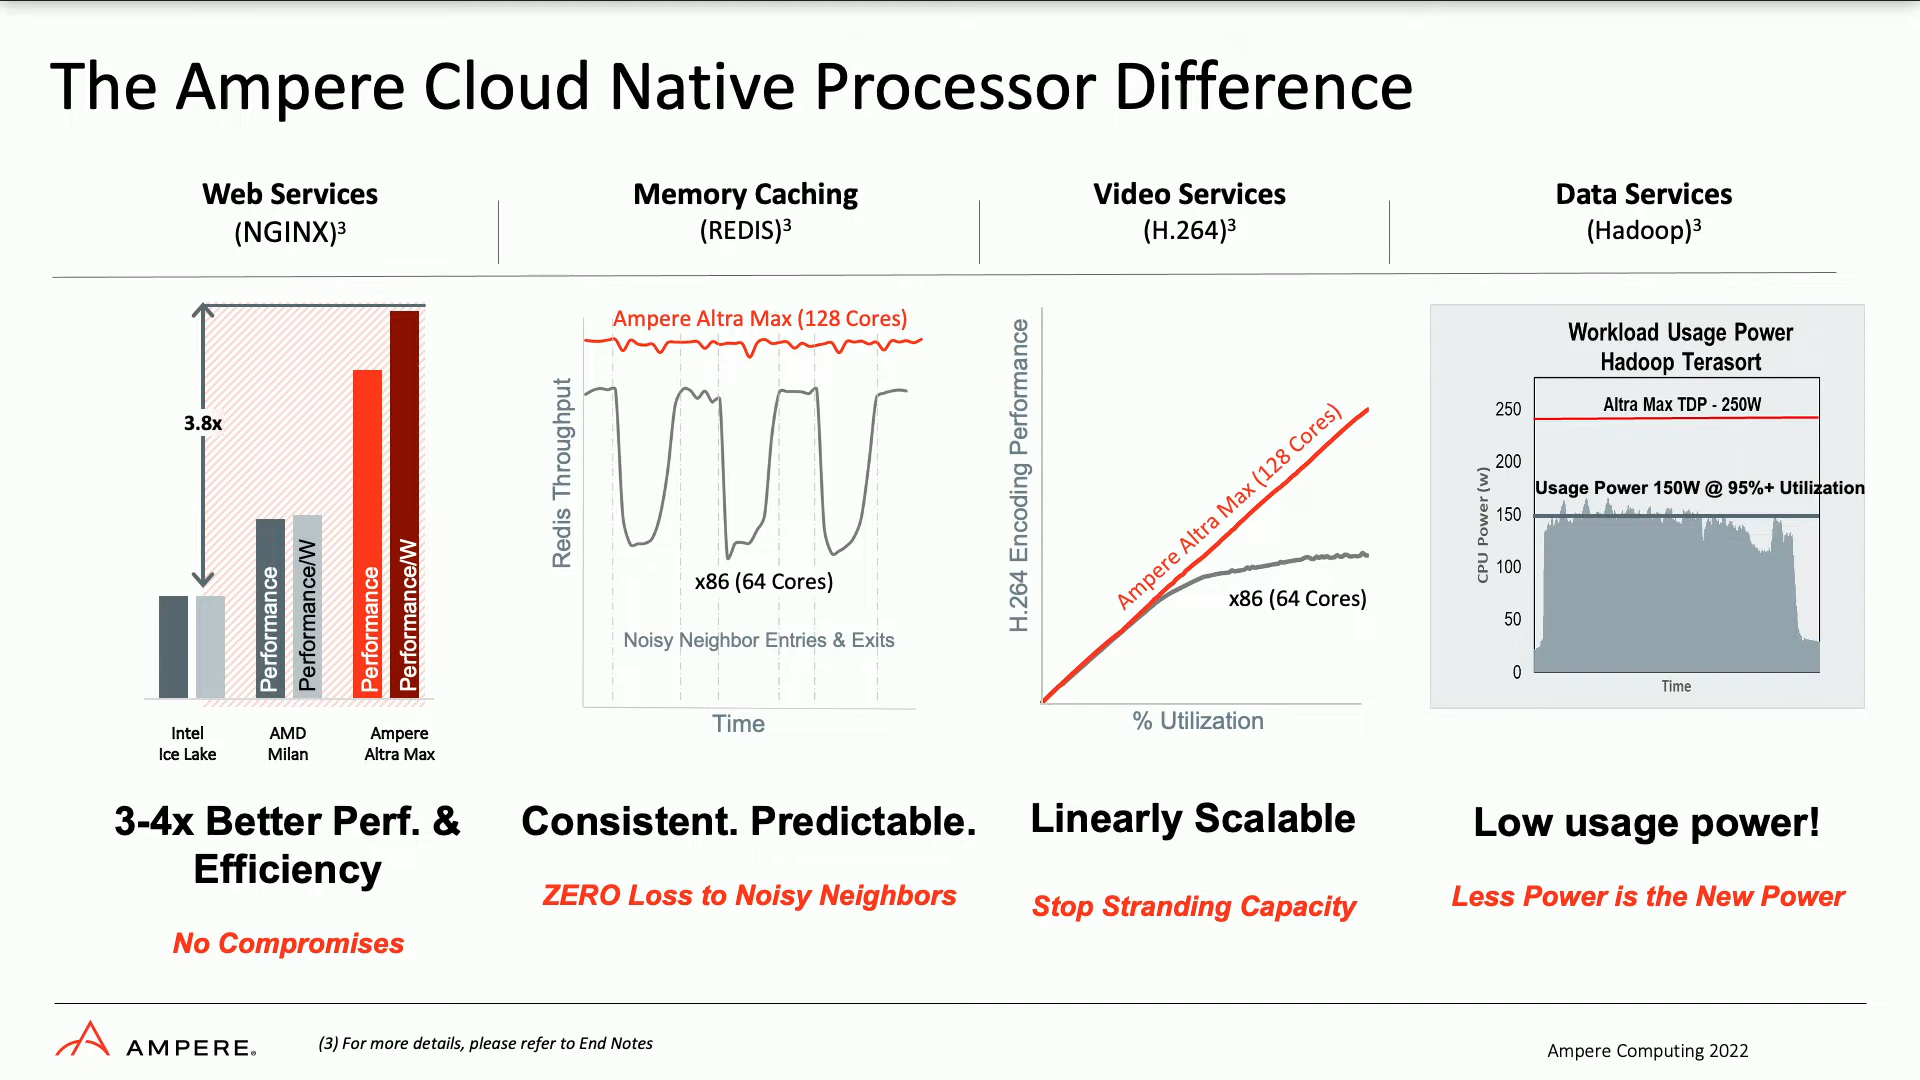 The Ampere Cloud Native Processor Difference
Web Services
(NGINX)³
Memory Caching
(REDIS)³
Video Services
(H.264)³
Data Services
(Hadoop)³
3.8x
Performance
Performance/W
Performance
Performance/W
Intel
Ice Lake
AMD
Milan
Ampere
Altra Max
Ampere Altra Max (128 Cores)
Redis Throughput
x86 (64 Cores)
Noisy Neighbor Entries & Exits
Time
H.264 Encoding Performance
Ampere Altra Max (128 Cores)
x86 (64 Cores)
% Utilization
Workload Usage Power
Hadoop Terasort
Altra Max TDP - 250W
Usage Power 150W @ 95%+ Utilization
CPU Power (w)
250
200
150
100
50
0
Time
3-4x Better Perf. &
Efficiency
No Compromises
Consistent. Predictable.
ZERO Loss to Noisy Neighbors
Linearly Scalable
Stop Stranding Capacity
Low usage power!
Less Power is the New Power
AMPERE®
(3) For more details, please refer to End Notes
Ampere Computing 2022